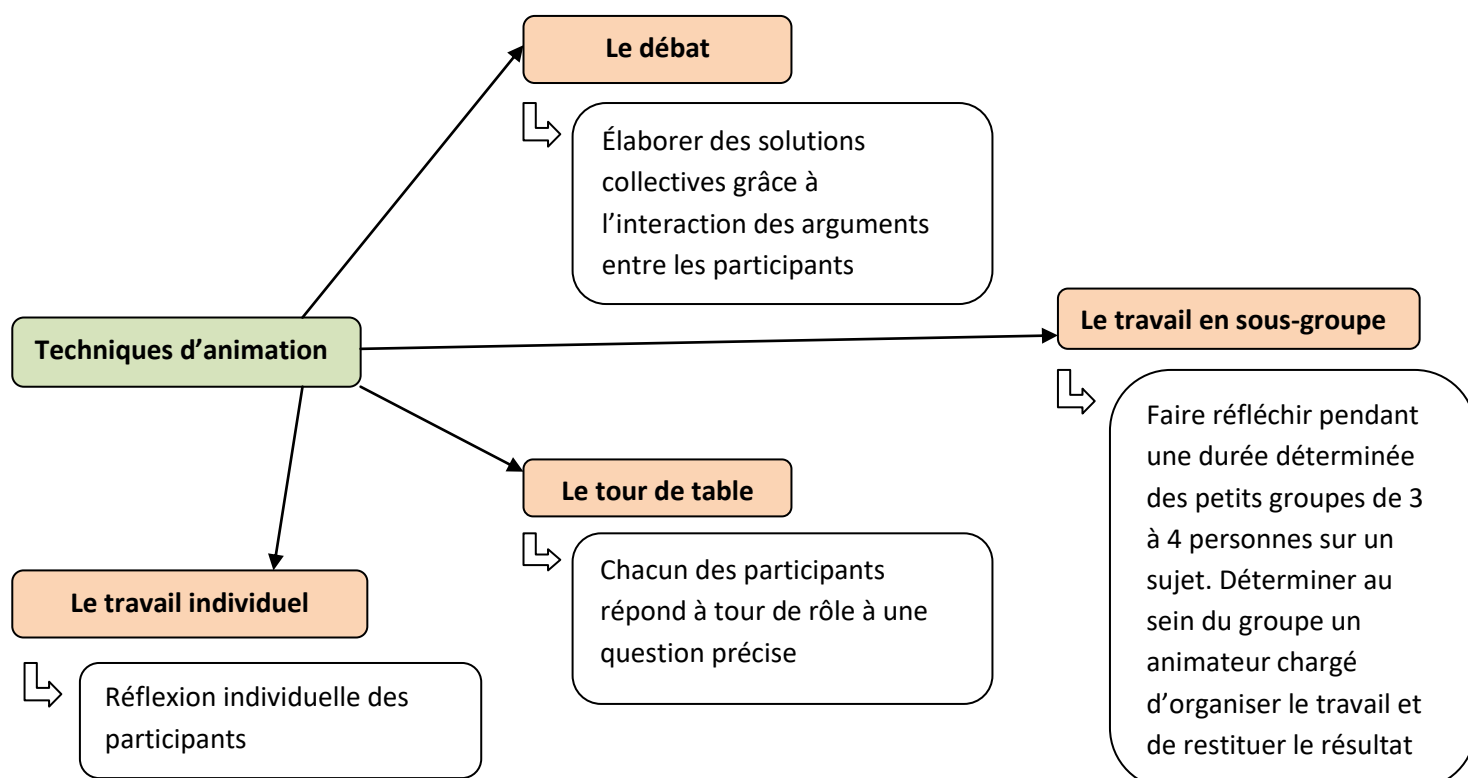 Le débat
Élaborer des solutions
collectives grâce à
l’interaction des arguments
entre les participants
Techniques d’animation
Le travail en sous-groupe
Faire réfléchir pendant
une durée déterminée
des petits groupes de 3
à 4 personnes sur un
sujet. Déterminer au
sein du groupe un
animateur chargé
d’organiser le travail et
de restituer le résultat
Le tour de table
Chacun des participants
répond à tour de rôle à une
question précise
Le travail individuel
Réflexion individuelle des
participants